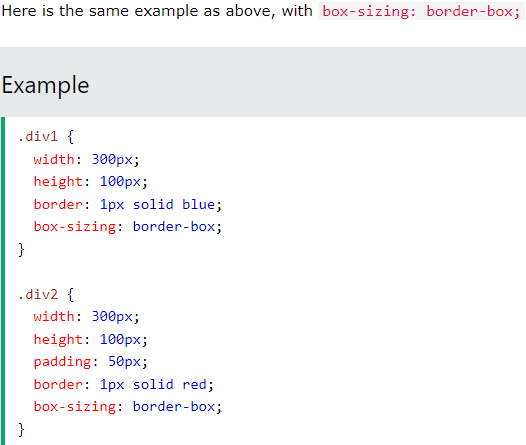 Here is the same example as above, with box-sizing: border-box;
Example
.div1 {
  width: 300px;
  height: 100px;
  border: 1px solid blue;
  box-sizing: border-box;
}

.div2 {
  width: 300px;
  height: 100px;
  padding: 50px;
  border: 1px solid red;
  box-sizing: border-box;
}